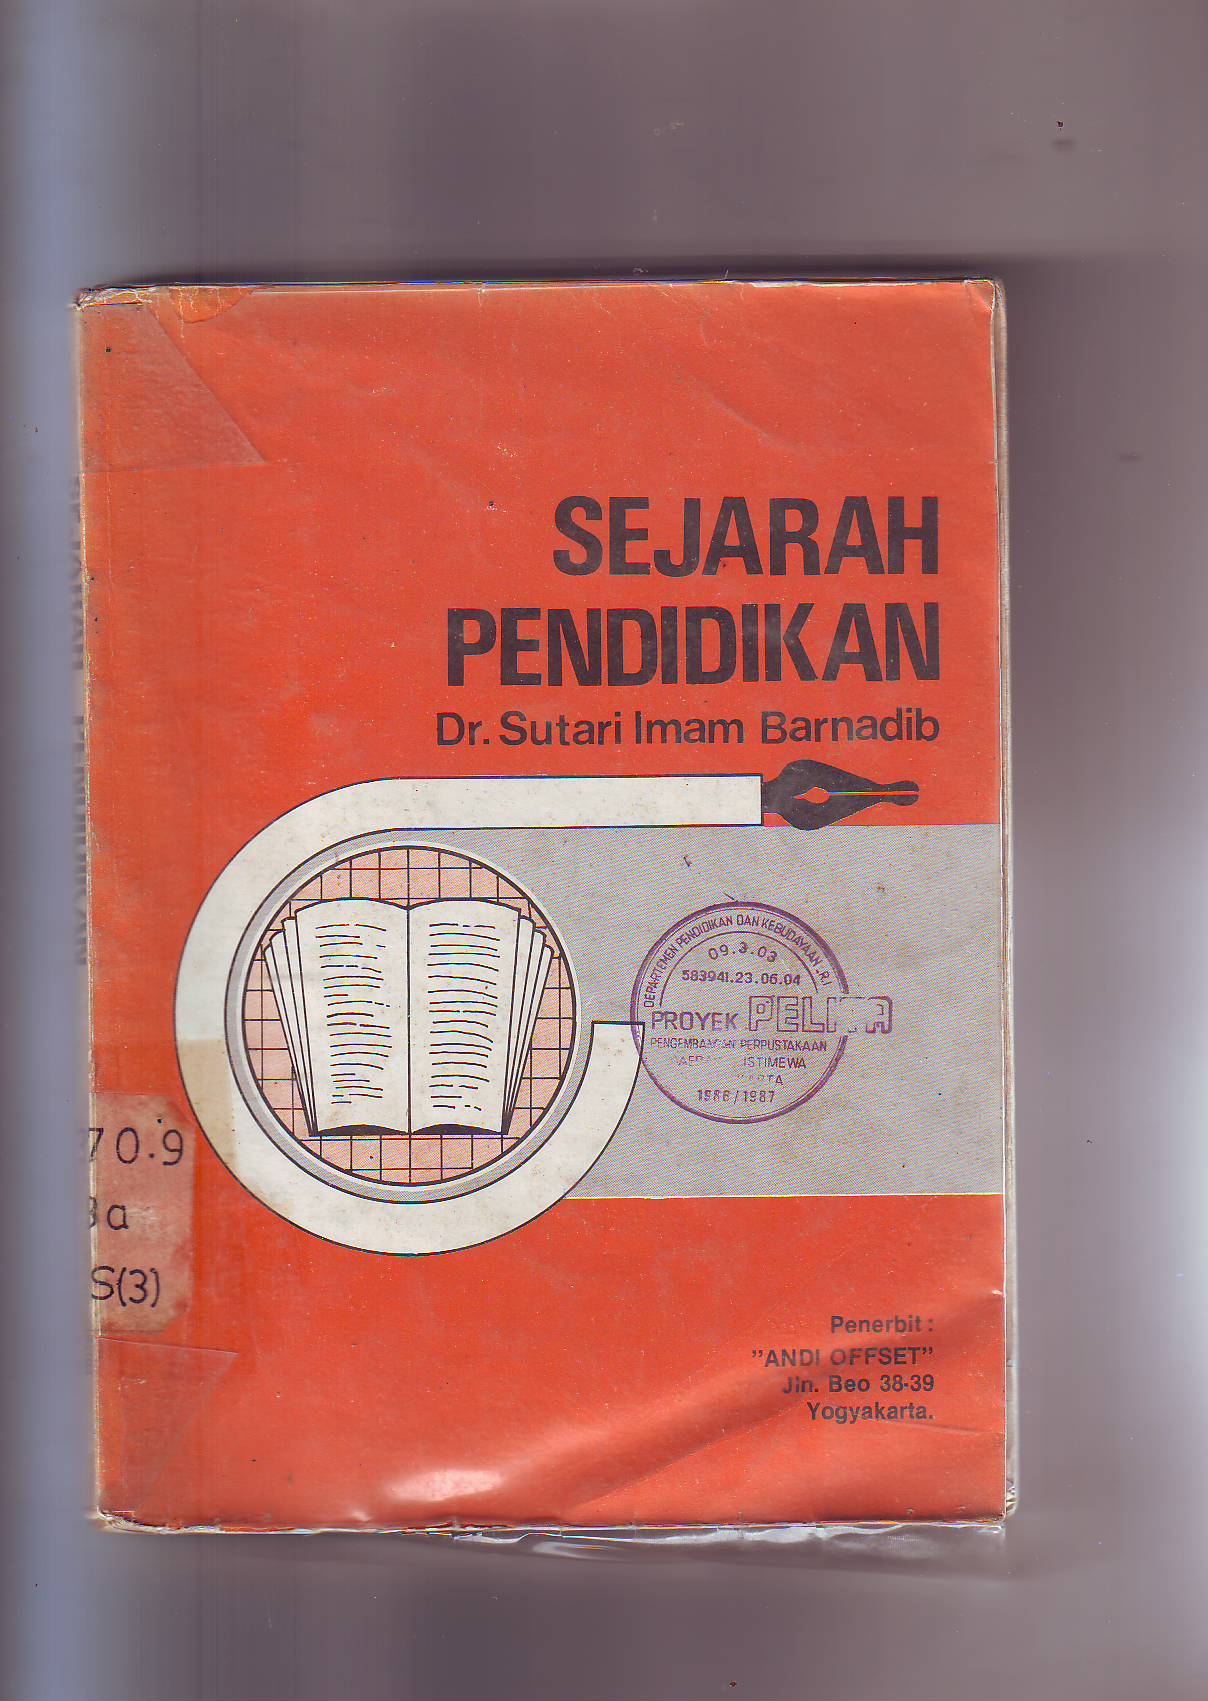 SEJARAH
PENDIDIKAN
Dr. Sutari Imam Barnadib
DEPARTEMEN PENDIDIKAN DAN KEBUDAYAAN .R.I
09.3.03
583941.23.06.04
PROYEK PELITA
PENGEMBANGAN PERPUSTAKAAN
ISTIMEWA
1986/1987
70.9
a
S(3)
Penerbit :
”ANDI OFFSET”
Jln. Beo 38-39
Yogyakarta.